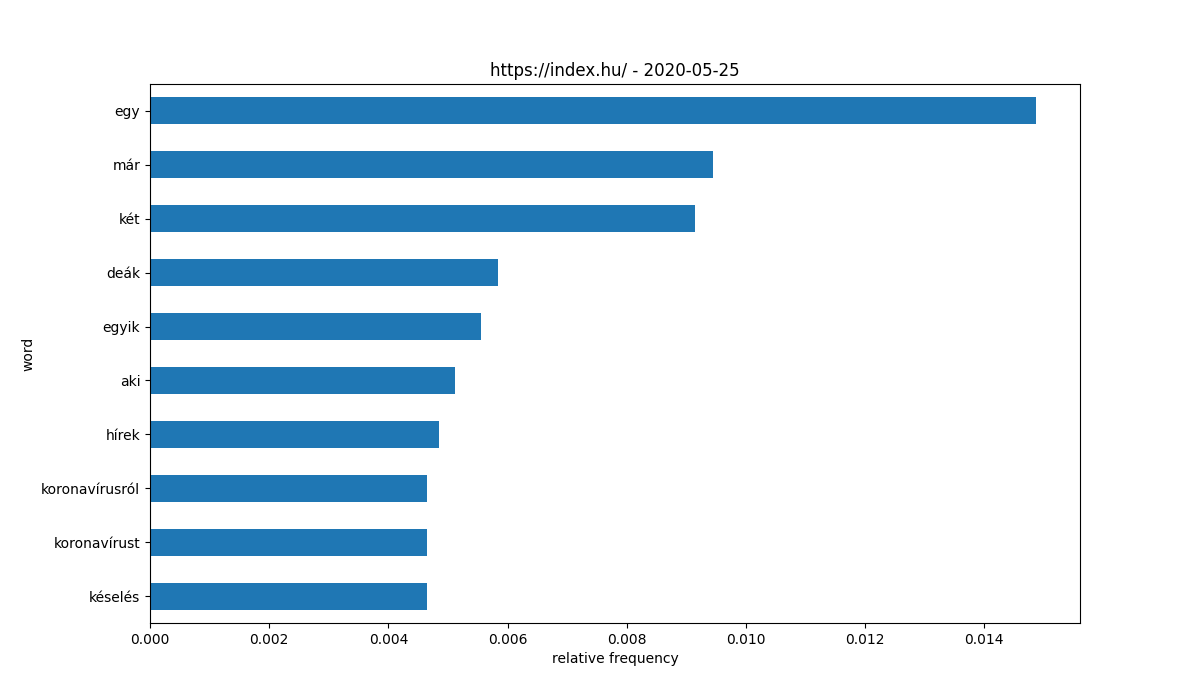 https://index.hu/ - 2020-05-25
egy
már
két
deák
egyik
aki
hírek
koronavírusról
koronavírust
késelés
word
0.000 0.002 0.004 0.006 0.008 0.010 0.012 0.014
relative frequency